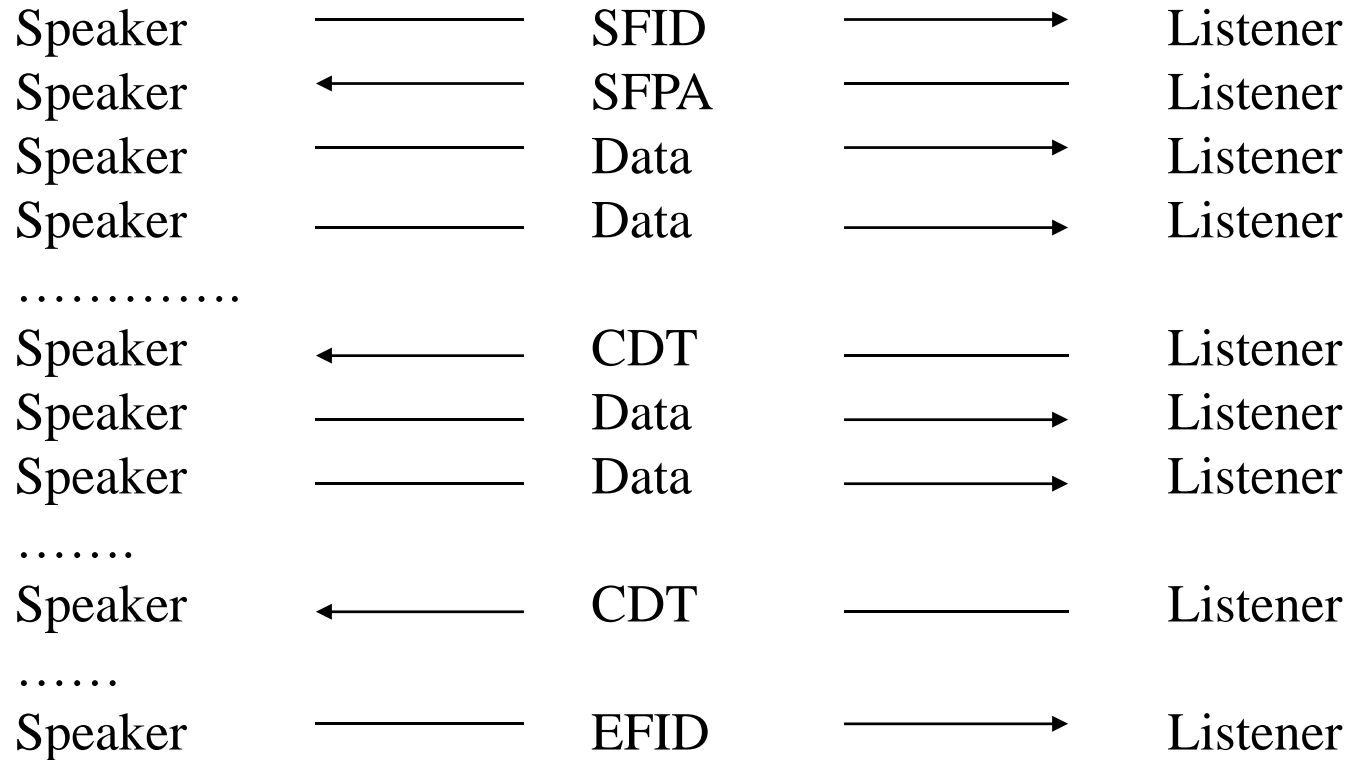 Speaker SFID Listener
Speaker SFPA Listener
Speaker Data Listener
Speaker Data Listener
………….
Speaker CDT Listener
Speaker Data Listener
Speaker Data Listener
…….
Speaker CDT Listener
……
Speaker EFID Listener